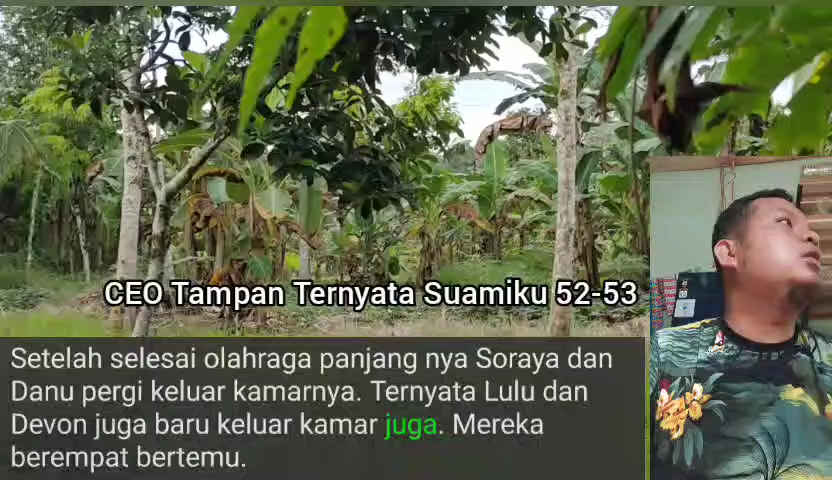 CEO Tampan Ternyata Suamiku 52-53
Setelah selesai olahraga panjang nya Soraya dan
Danu pergi keluar kamarnya. Ternyata Lulu dan
Devon juga baru keluar kamar juga. Mereka
berempat bertemu.